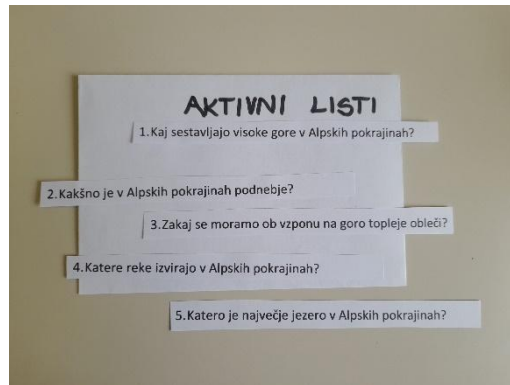 AKTIVNI LISTI
1.Kaj sestavljajo visoke gore v Alpskih pokrajinah?
2.Kakšno je v Alpskih pokrajinah podnebje?
3.Zakaj se moramo ob vzponu na goro topleje obleči?
4.Katere reke izvirajo v Alpskih pokrajinah?
5.Katero je največje jezero v Alpskih pokrajinah?